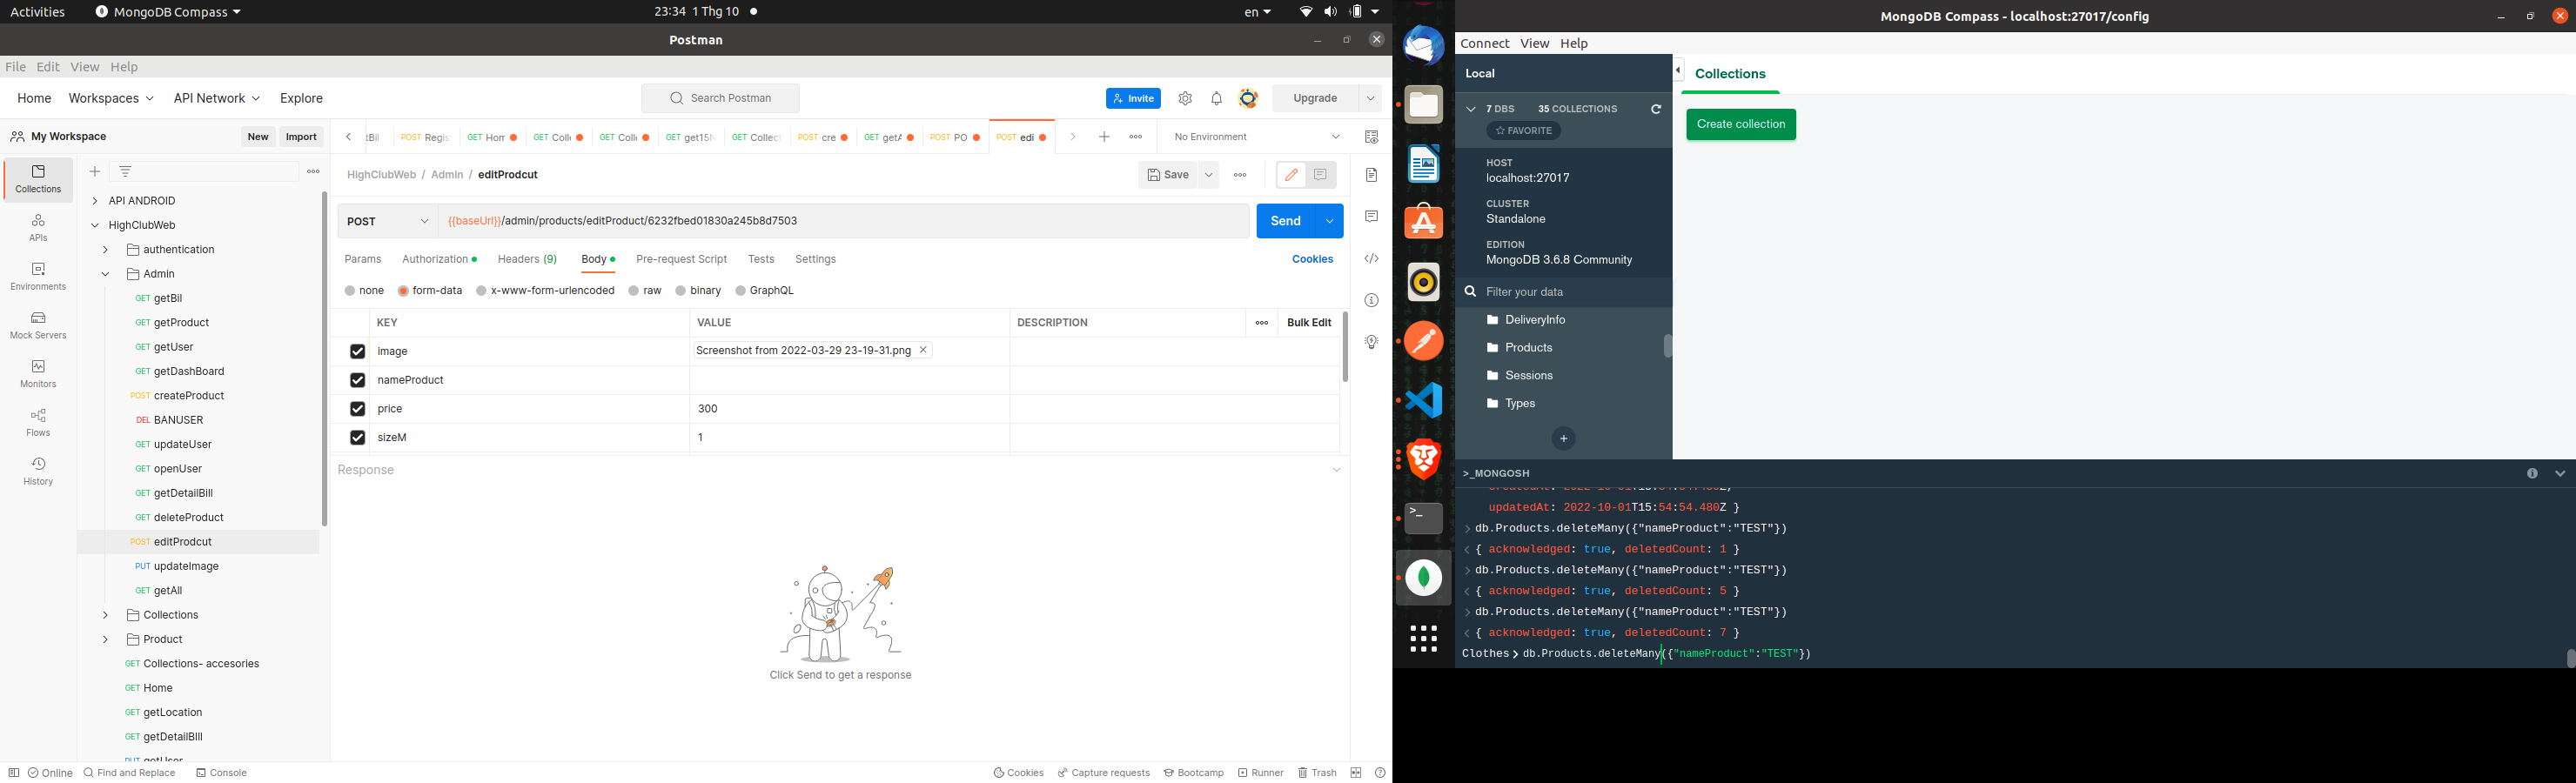 Activities
MongoDB Compass
23:34 1 Thg 10
en
Postman
File Edit View Help
Home
Workspaces
API Network
Explore
Search Postman
Invite
Upgrade
My Workspace
New
Import
POST Regis
GET Hom
GET Colle
GET Colle
GET get15N
GET Collect
POST cre
GET getA
POST PO
POST edi
No Environment
Collections
APIs
Environments
Mock Servers
Monitors
Flows
History
API ANDROID
HighClubWeb
authentication
Admin
GET getBil
GET getProduct
GET getUser
GET getDashBoard
POST createProduct
DEL BANUSER
GET updateUser
GET openUser
GET getDetailBill
GET deleteProduct
POST editProdcut
PUT updateImage
GET getAll
Collections
Product
GET Collections- accesories
GET Home
GET getLocation
GET getDetailBIll
PUT getUser
HighClubWeb / Admin / editProdcut
Save
POST
{{baseUrl}}/admin/products/editProduct/6232fbed01830a245b8d7503
Send
Params
Authorization
Headers (9)
Body
Pre-request Script
Tests
Settings
Cookies
none
form-data
x-www-form-urlencoded
raw
binary
GraphQL
KEY VALUE DESCRIPTION
Bulk Edit
image Screenshot from 2022-03-29 23-19-31.png
nameProduct
price 300
sizeM 1
Response
Click Send to get a response
Online
Find and Replace
Console
Cookies
Capture requests
Bootcamp
Runner
Trash
MongoDB Compass - localhost:27017/config
Connect View Help
Local
7 DBS 35 COLLECTIONS
FAVORITE
HOST
localhost:27017
CLUSTER
Standalone
EDITION
MongoDB 3.6.8 Community
Filter your data
DeliveryInfo
Products
Sessions
Types
Collections
Create collection
>_MONGOSH
updatedAt: 2022-10-01T15:54:54.480Z }
> db.Products.deleteMany({"nameProduct":"TEST"})
< { acknowledged: true, deletedCount: 1 }
> db.Products.deleteMany({"nameProduct":"TEST"})
< { acknowledged: true, deletedCount: 5 }
> db.Products.deleteMany({"nameProduct":"TEST"})
< { acknowledged: true, deletedCount: 7 }
Clothes> db.Products.deleteMany({"nameProduct":"TEST"})